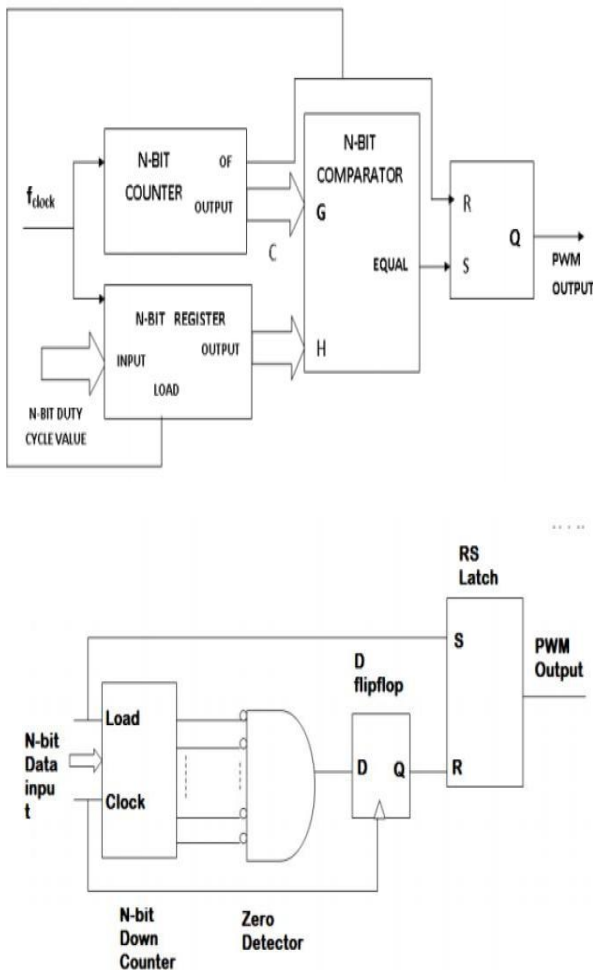 N-BIT
COUNTER
OF
OUTPUT
f_clock
C
N-BIT
COMPARATOR
G
EQUAL
H
R
S
Q
PWM
OUTPUT
N-BIT REGISTER
INPUT
OUTPUT
LOAD
N-BIT DUTY
CYCLE VALUE
RS
Latch
S
R
PWM
Output
D
flipflop
D Q
Load
Clock
N-bit
Data
inpu
t
N-bit
Down
Counter
Zero
Detector